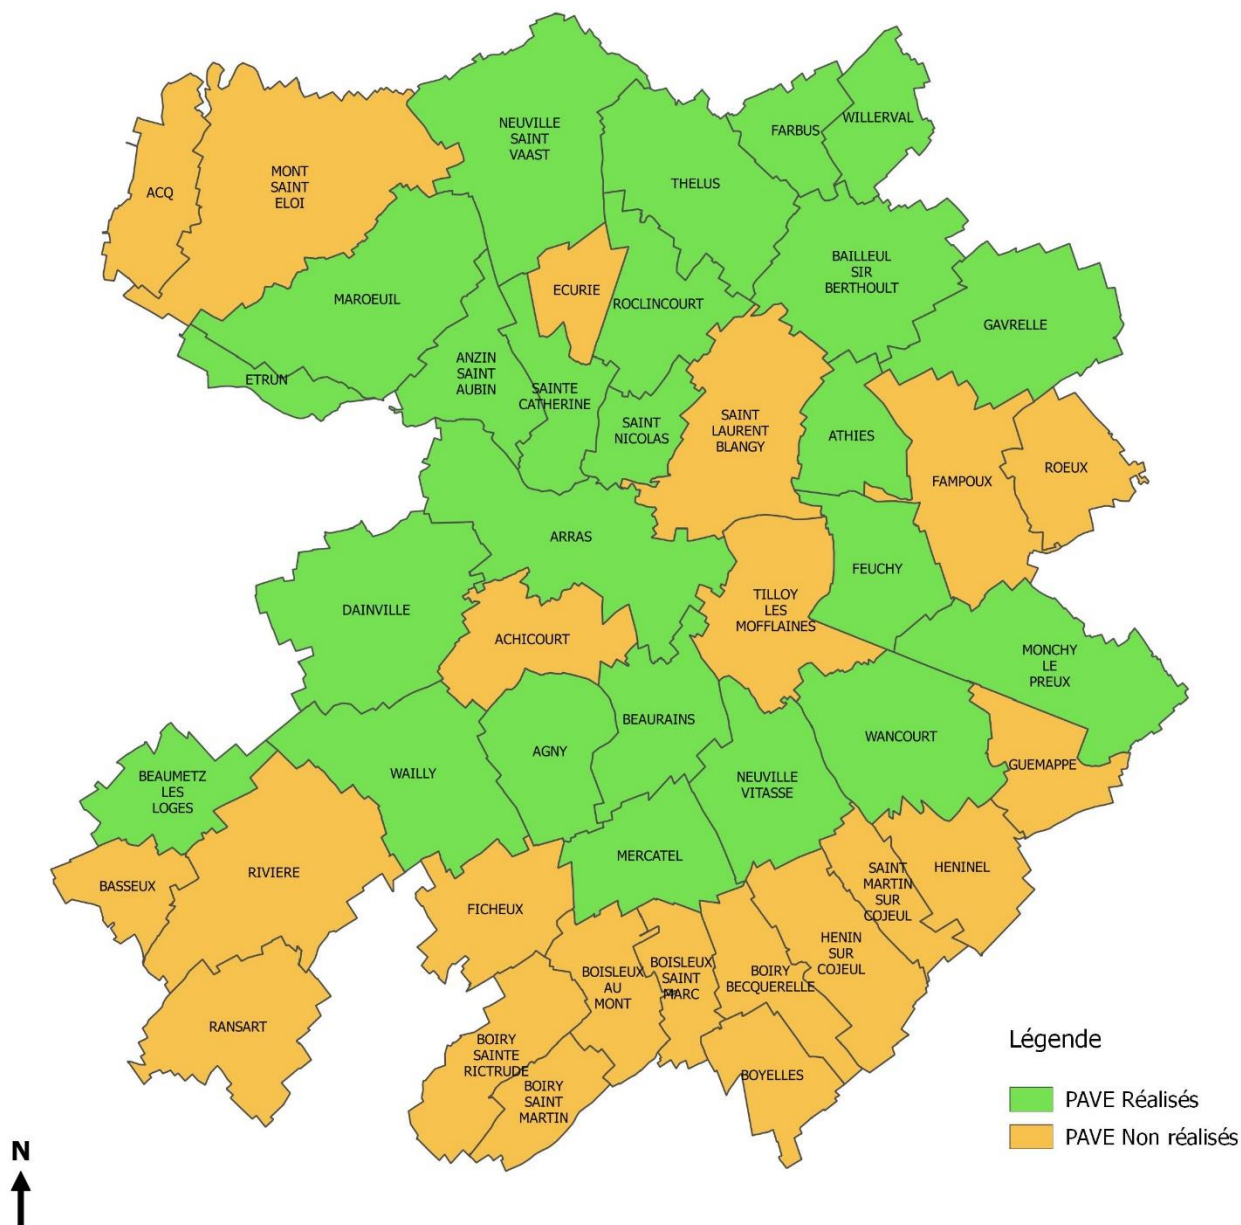 WILLERVAL
NEUVILLE
SAINT
VAAST
FARBUS
MONT
SAINT
ELOI
ACQ
THELUS
BAILLEUL
SIR
BERTHOULT
ECURIE
MAROEUIL
ROCLINCOURT
GAVRELLE
ANZIN
SAINT
AUBIN
ETRUN
SAINTE
CATHERINE
SAINT
NICOLAS
SAINT
LAURENT
BLANGY
ATHIES
ROEUX
FAMPOUX
ARRAS
FEUCHY
DAINVILLE
TILLOY
LES
MOFFLAINES
ACHICOURT
MONCHY
LE
PREUX
BEAURAINS
WANCOURT
AGNY
GUEMAPPE
WAILLY
BEAUMETZ
LES
LOGES
NEUVILLE
VITASSE
MERCATEL
RIVIERE
BASSEUX
SAINT
MARTIN
SUR
COJEUL
HENINEL
FICHEUX
HENIN
SUR
COJEUL
BOISLEUX
AU
MONT
BOISLEUX
SAINT
MARC
BOIRY
BECQUERELLE
RANSART
BOIRY
SAINTE
RICTRUDE
BOYELLES
BOIRY
SAINT
MARTIN
Légende
PAVE Réalisés
PAVE Non réalisés
N